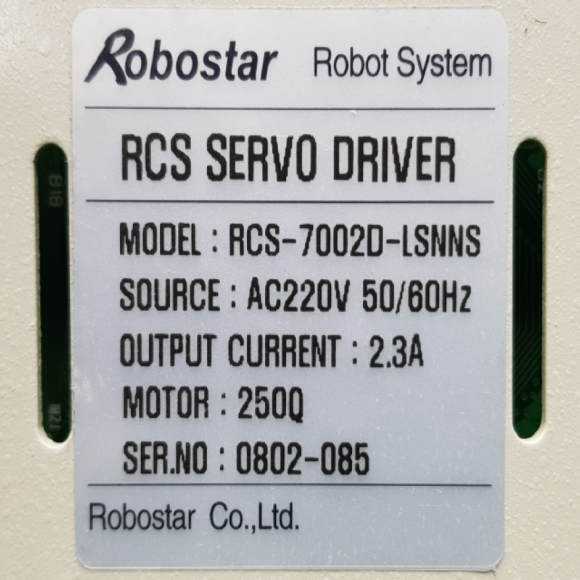 Robostar Robot System
RCS SERVO DRIVER
MODEL : RCS-7002D-LSNNS
SOURCE : AC220V 50/60Hz
OUTPUT CURRENT : 2.3A
MOTOR : 250Q
SER.NO : 0802-085
Robostar Co.,Ltd.